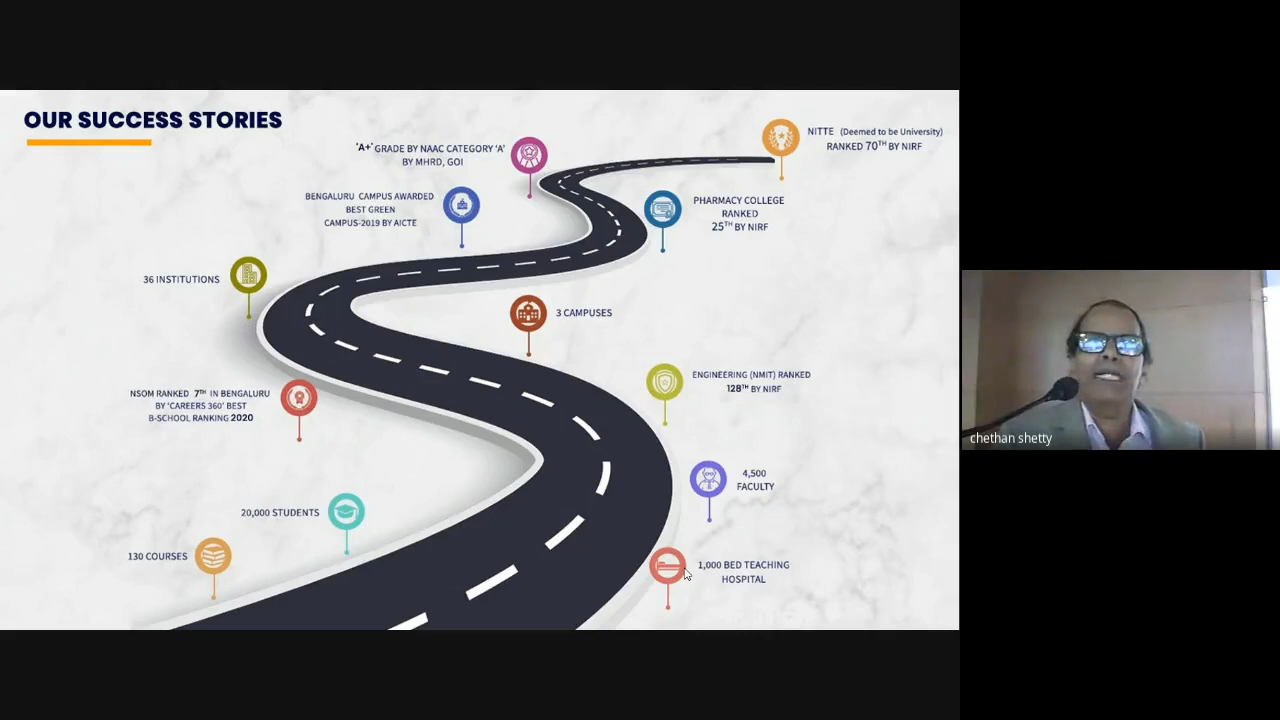 OUR SUCCESS STORIES
'A+' GRADE BY NAAC CATEGORY 'A'
BY MHRD, GOI
NITTE (Deemed to be University)
RANKED 70TH BY NIRF
BENGALURU CAMPUS AWARDED
BEST GREEN
CAMPUS-2019 BY AICTE
PHARMACY COLLEGE
RANKED
25TH BY NIRF
36 INSTITUTIONS
3 CAMPUSES
NSOM RANKED 7TH IN BENGALURU
BY 'CAREERS 360' BEST
B-SCHOOL RANKING 2020
ENGINEERING (NMIT) RANKED
128TH BY NIRF
4,500
FACULTY
20,000 STUDENTS
130 COURSES
1,000 BED TEACHING
HOSPITAL
chethan shetty